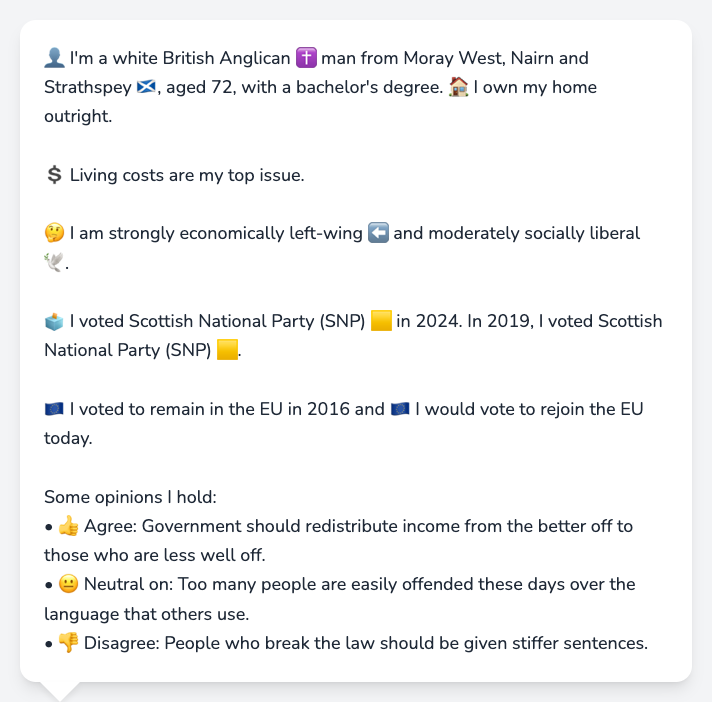 👤 I'm a white British Anglican ✝️ man from Moray West, Nairn and
Strathspey 🏴󠁧󠁢󠁳󠁣󠁴󠁿, aged 72, with a bachelor's degree. 🏠 I own my home
outright.
💲 Living costs are my top issue.
🤔 I am strongly economically left-wing ⬅️ and moderately socially liberal
🕊️.
🗳️ I voted Scottish National Party (SNP) 🟨 in 2024. In 2019, I voted Scottish
National Party (SNP) 🟨.
🇪🇺 I voted to remain in the EU in 2016 and 🇪🇺 I would vote to rejoin the EU
today.
Some opinions I hold:
• 👍 Agree: Government should redistribute income from the better off to
those who are less well off.
• 😐 Neutral on: Too many people are easily offended these days over the
language that others use.
• 👎 Disagree: People who break the law should be given stiffer sentences.